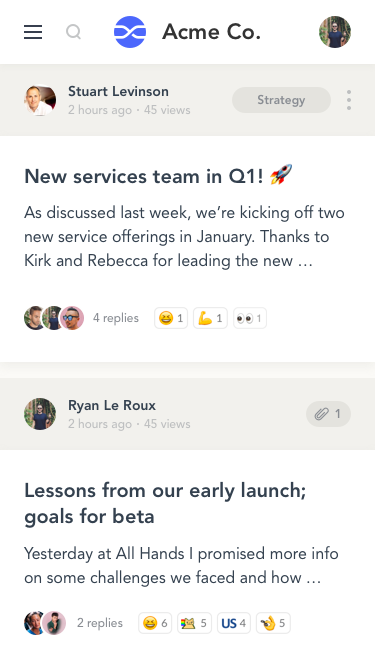 Acme Co.
Stuart Levinson
2 hours ago · 45 views
Strategy
New services team in Q1! 🚀
As discussed last week, we’re kicking off two
new service offerings in January. Thanks to
Kirk and Rebecca for leading the new …
4 replies 😆 1 💪 1 👀 1
Ryan Le Roux
2 hours ago · 45 views
1
Lessons from our early launch;
goals for beta
Yesterday at All Hands I promised more info
on some challenges we faced and how …
2 replies 😆 6 5 US 4 5